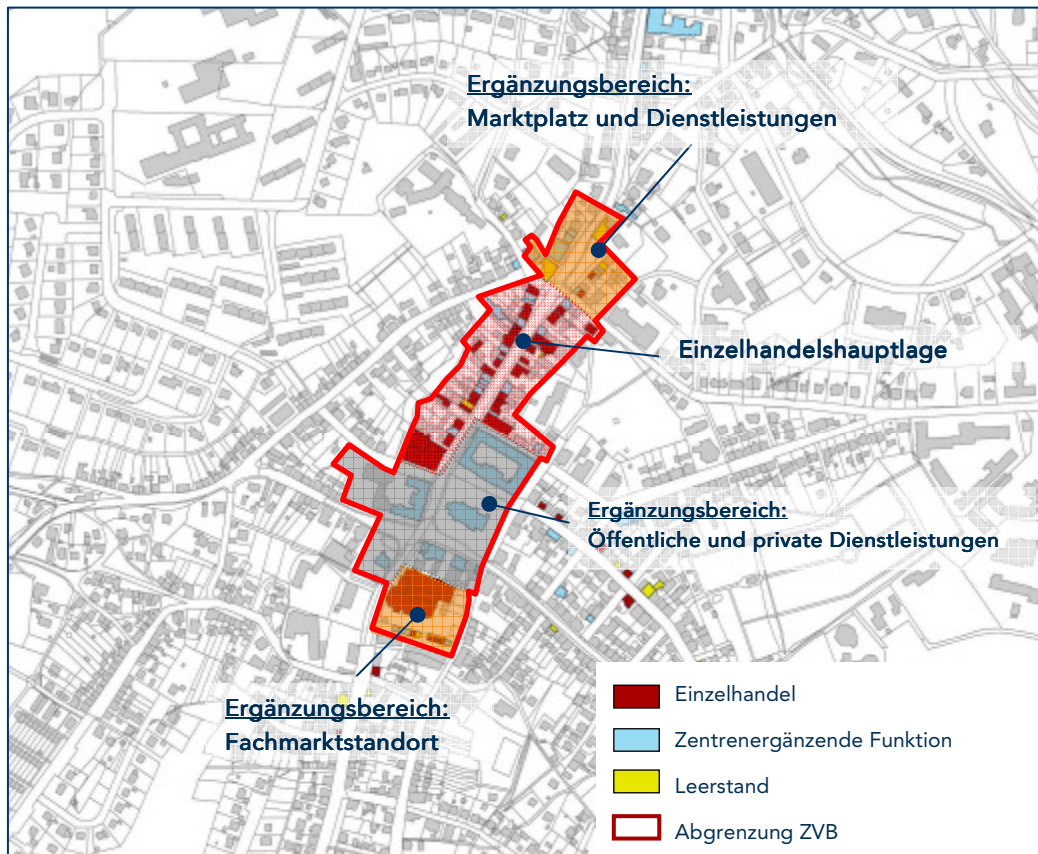 Ergänzungsbereich:
Marktplatz und Dienstleistungen
Einzelhandelshauptlage
Ergänzungsbereich:
Öffentliche und private Dienstleistungen
Ergänzungsbereich:
Fachmarktstandort
Einzelhandel
Zentrenergänzende Funktion
Leerstand
Abgrenzung ZVB